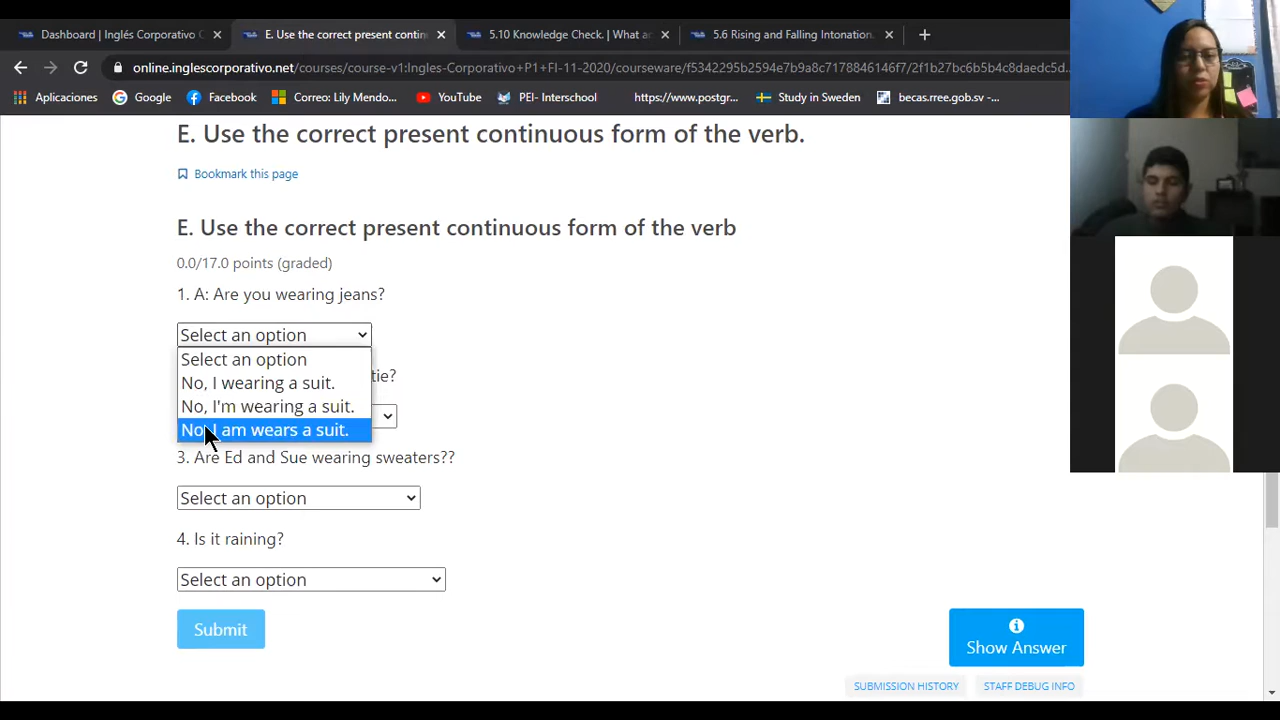 Dashboard | Inglés Corporativo C
E. Use the correct present contin
5.10 Knowledge Check. | What ac
5.6 Rising and Falling Intonation.
online.inglescorporativo.net/courses/course-v1:Ingles-Corporativo+P1+FI-11-2020/courseware/f5342295b2594e7b9a8c7178846146f7/2f1b27bc6b5b4c8daedc5d...
Aplicaciones
Google
Facebook
Correo: Lily Mendo...
YouTube
PEI- Interschool
https://www.postgr...
Study in Sweden
becas.rree.gob.sv -...
E. Use the correct present continuous form of the verb.
Bookmark this page
E. Use the correct present continuous form of the verb
0.0/17.0 points (graded)
1. A: Are you wearing jeans?
Select an option
Select an option
No, I wearing a suit.
tie?
No, I'm wearing a suit.
No, I am wears a suit.
3. Are Ed and Sue wearing sweaters??
Select an option
4. Is it raining?
Select an option
Submit
Show Answer
SUBMISSION HISTORY
STAFF DEBUG INFO